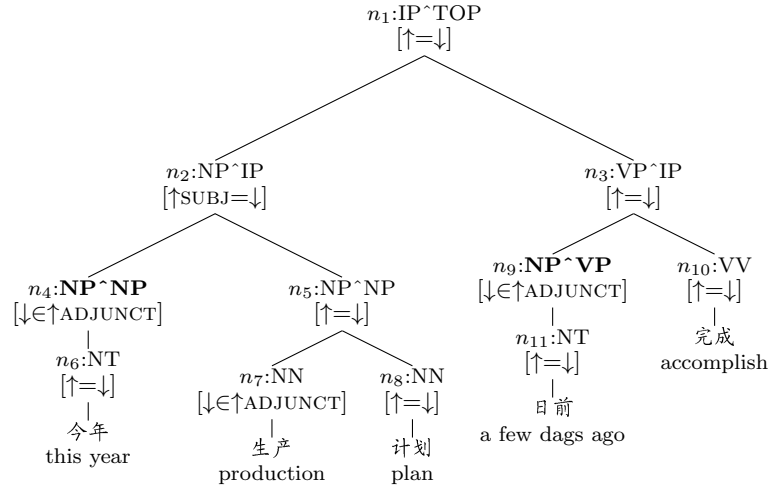 n₁:IP^TOP
[↑=↓]
n₂:NP^IP
[↑SUBJ=↓]
n₃:VP^IP
[↑=↓]
n₄:NP^NP
[↓∈↑ADJUNCT]
n₅:NP^NP
[↑=↓]
n₉:NP^VP
[↓∈↑ADJUNCT]
n₁₀:VV
[↑=↓]
完成
accomplish
n₆:NT
[↑=↓]
今年
this year
n₇:NN
[↓∈↑ADJUNCT]
生产
production
n₈:NN
[↑=↓]
计划
plan
n₁₁:NT
[↑=↓]
日前
a few dags ago